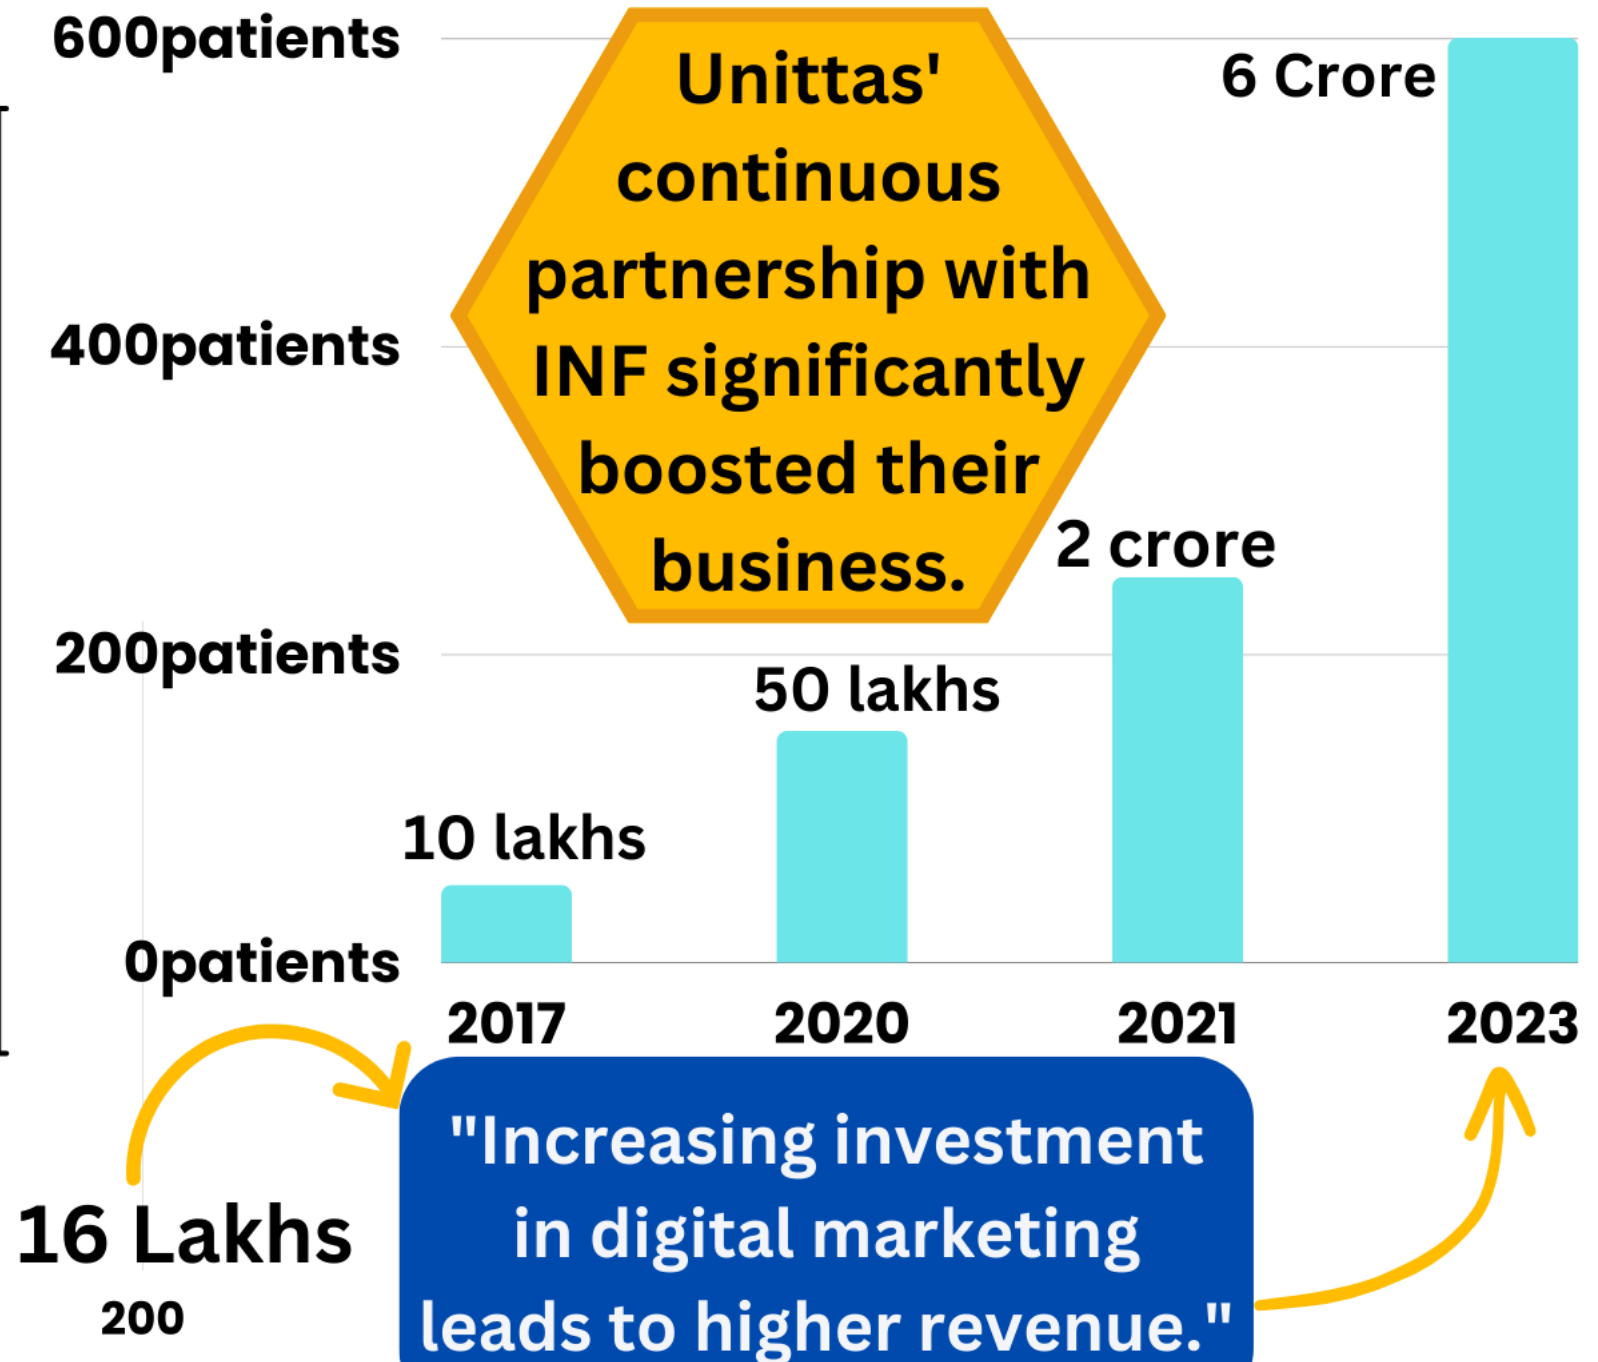 600patients
6 Crore
Unittas'
continuous
partnership with
INF significantly
boosted their
business.
400patients
2 crore
200patients
50 lakhs
10 lakhs
0patients
2017
2020
2021
2023
16 Lakhs
200
"Increasing investment
in digital marketing
leads to higher revenue."